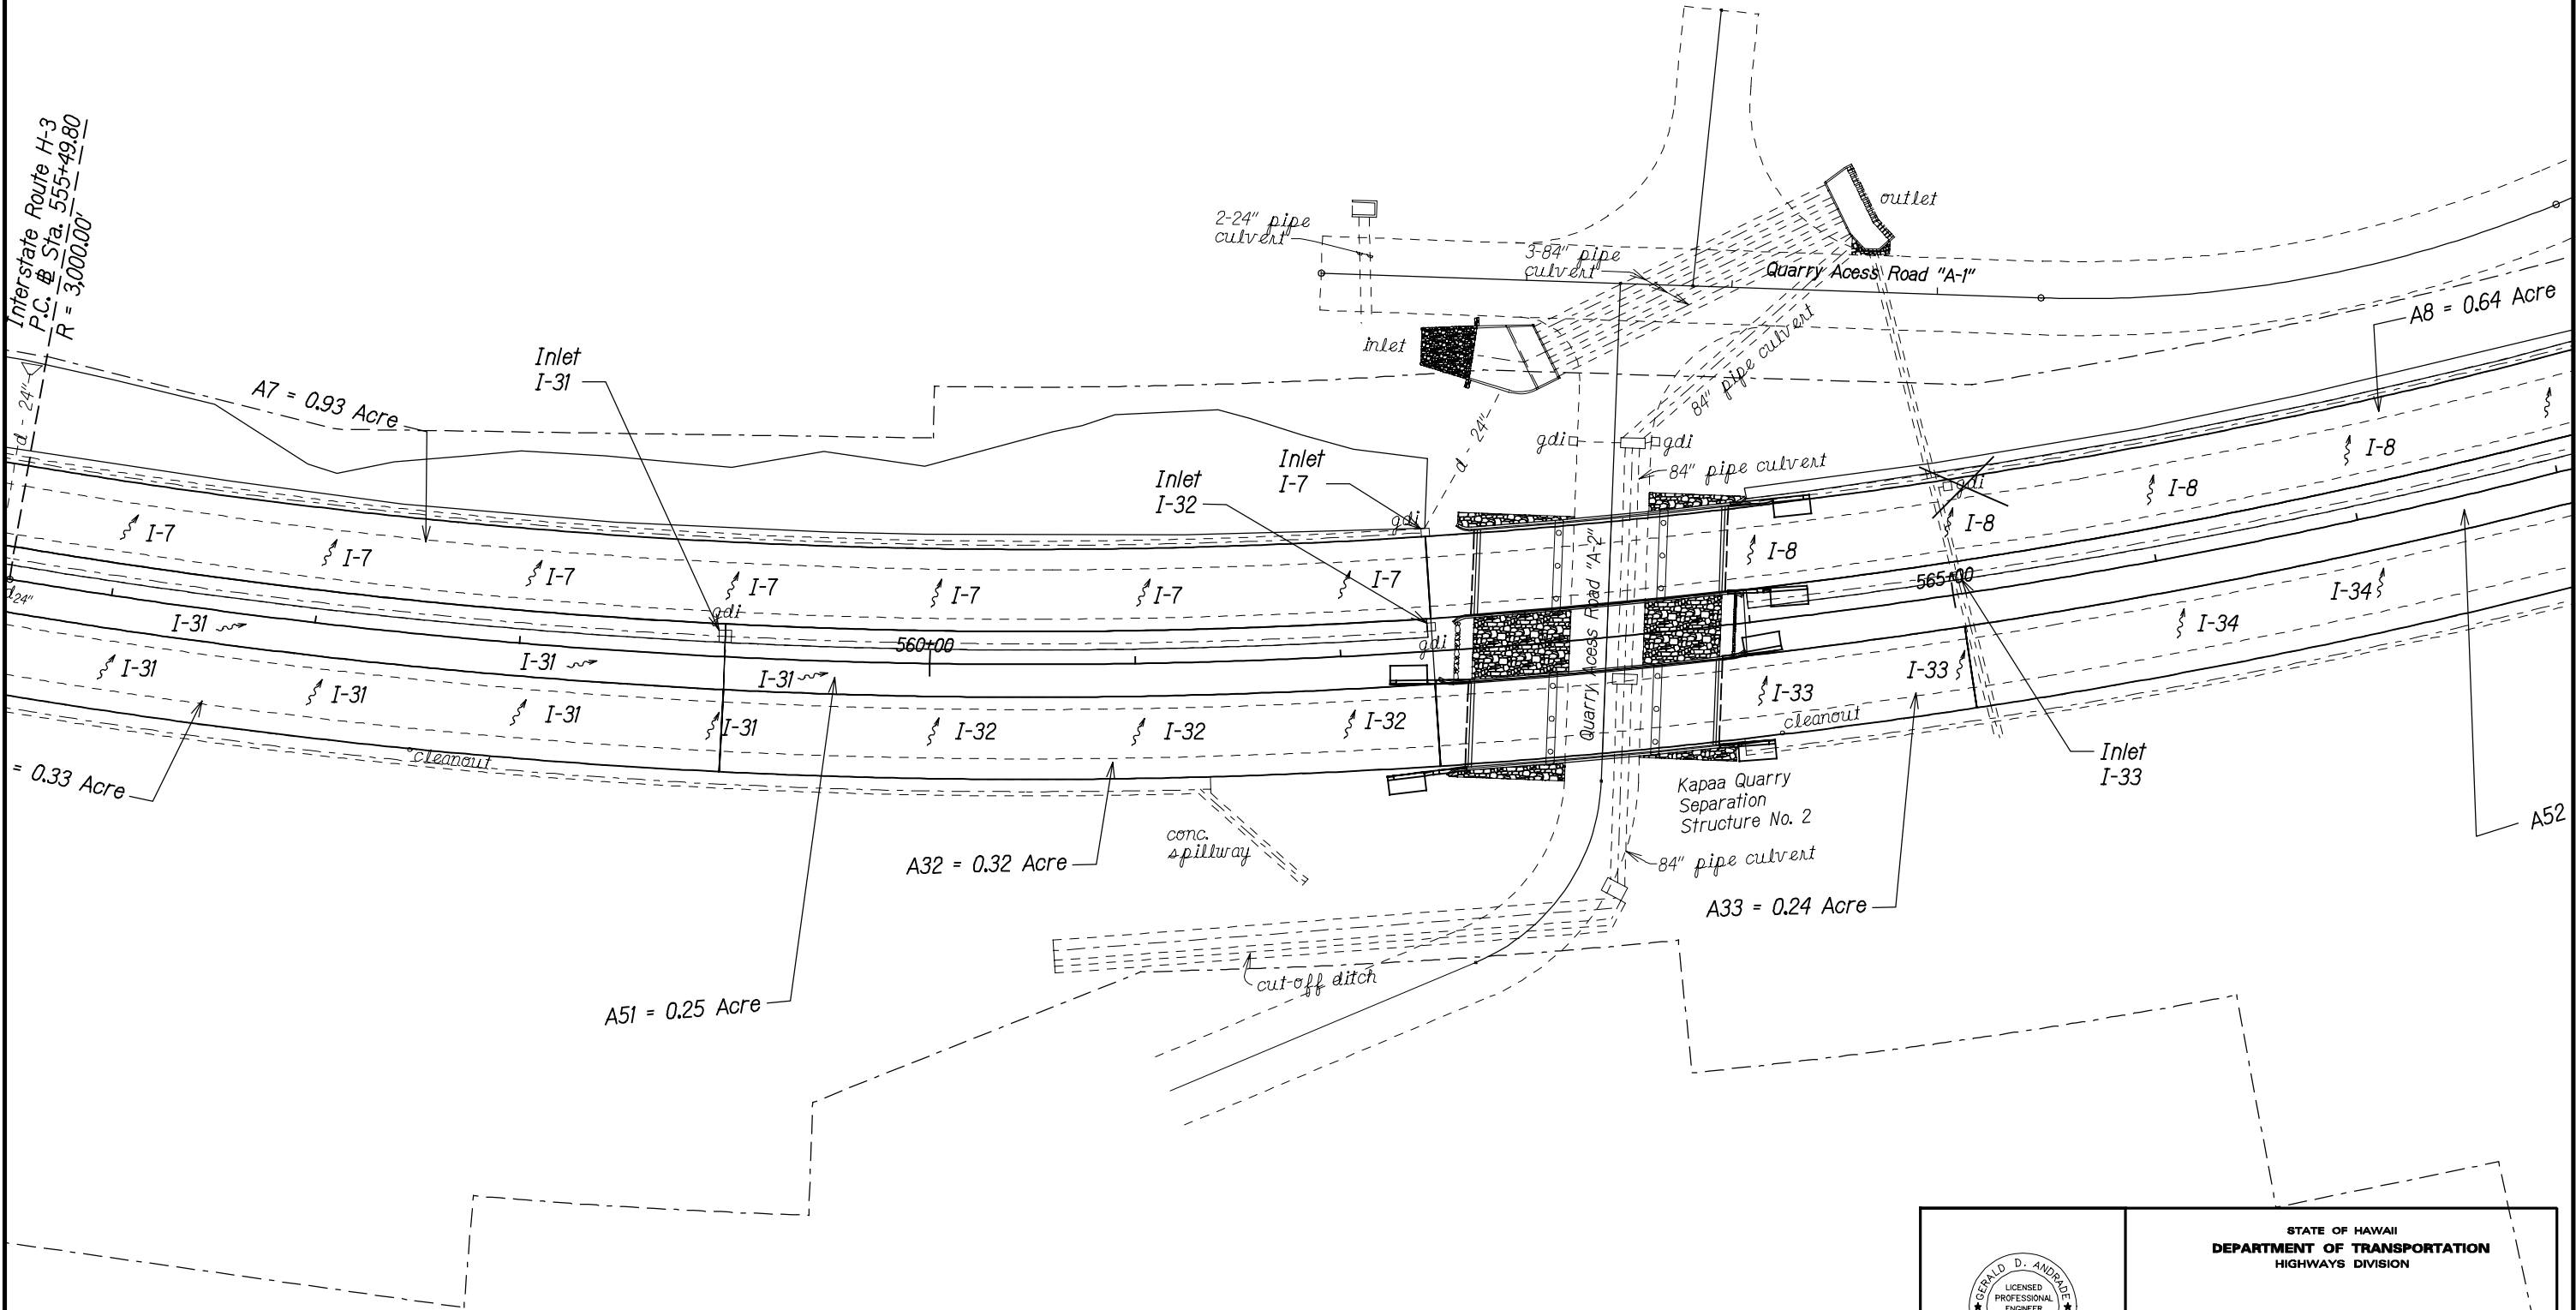 Interstate Route H-3
P.C. Sta. 555+49.80
R = 3,000.00'
d - 24"
d 24"
A7 = 0.93 Acre
Inlet
I-31
gdi
I-7
I-7
I-7
I-7
I-7
I-7
I-7
Inlet
I-32
Inlet
I-7
gdi
gdi
d - 24"
2-24" pipe
culvert
3-84" pipe
culvert
inlet
outlet
Quarry Acess Road "A-1"
84" pipe culvert
gdi
gdi
84" pipe culvert
Quarry Acess Road "A-2"
A8 = 0.64 Acre
gdi
I-8
I-8
I-8
I-8
565+00
560+00
I-31
I-31
I-31
I-31
I-31
I-31
I-31
I-32
I-32
I-32
I-33
I-33
I-34
I-34
cleanout
cleanout
= 0.33 Acre
A32 = 0.32 Acre
A51 = 0.25 Acre
conc.
spillway
cut-off ditch
Kapaa Quarry
Separation
Structure No. 2
84" pipe culvert
A33 = 0.24 Acre
Inlet
I-33
A52
STATE OF HAWAII
DEPARTMENT OF TRANSPORTATION
HIGHWAYS DIVISION
GERALD D. ANDRADE
LICENSED
PROFESSIONAL
ENGINEER